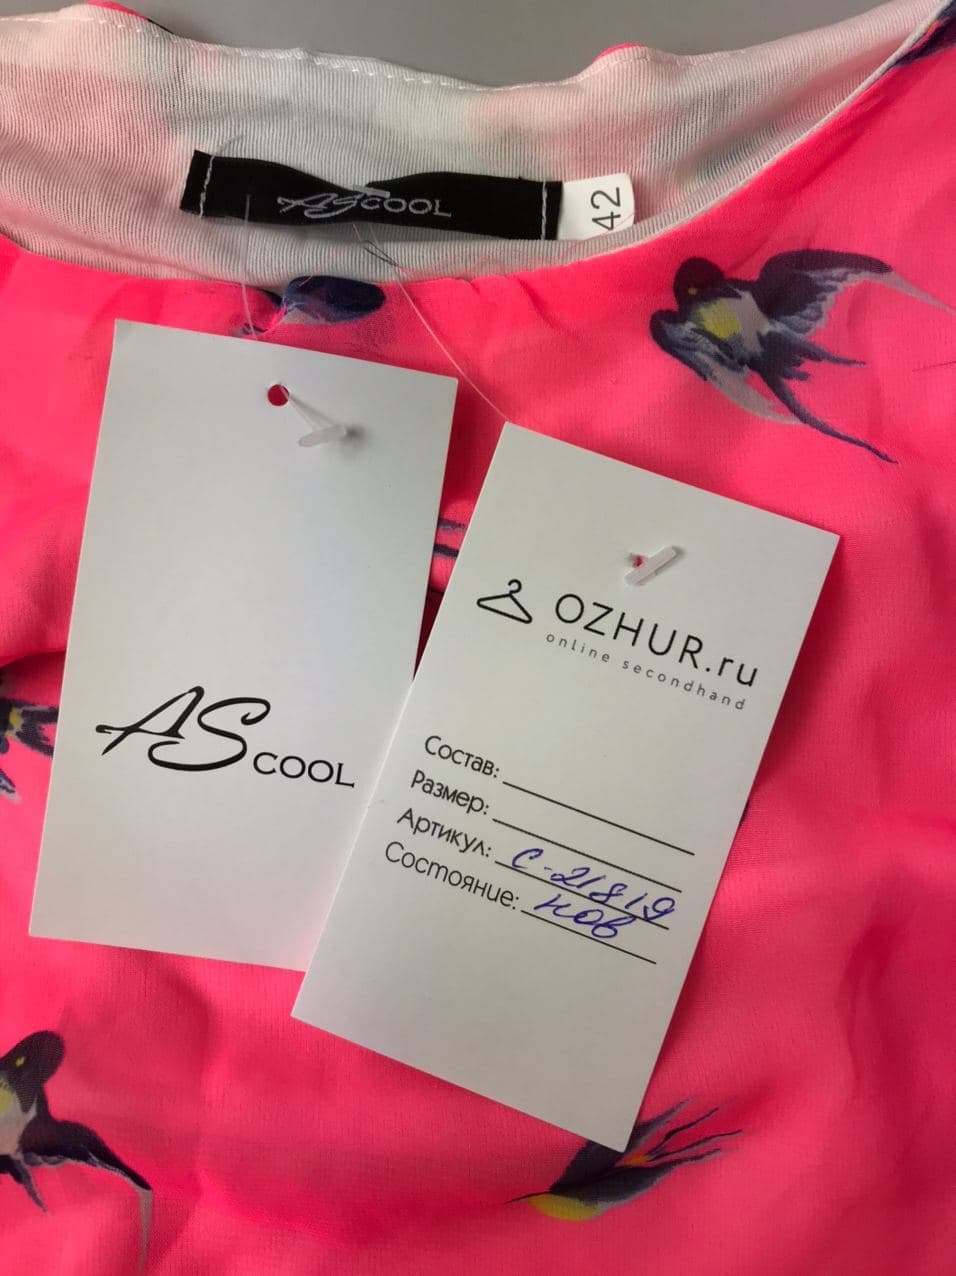 AS COOL
42
AS COOL
OZHUR.ru
online secondhand
Состав:
Размер:
Артикул: С-21819
Состояние: нов